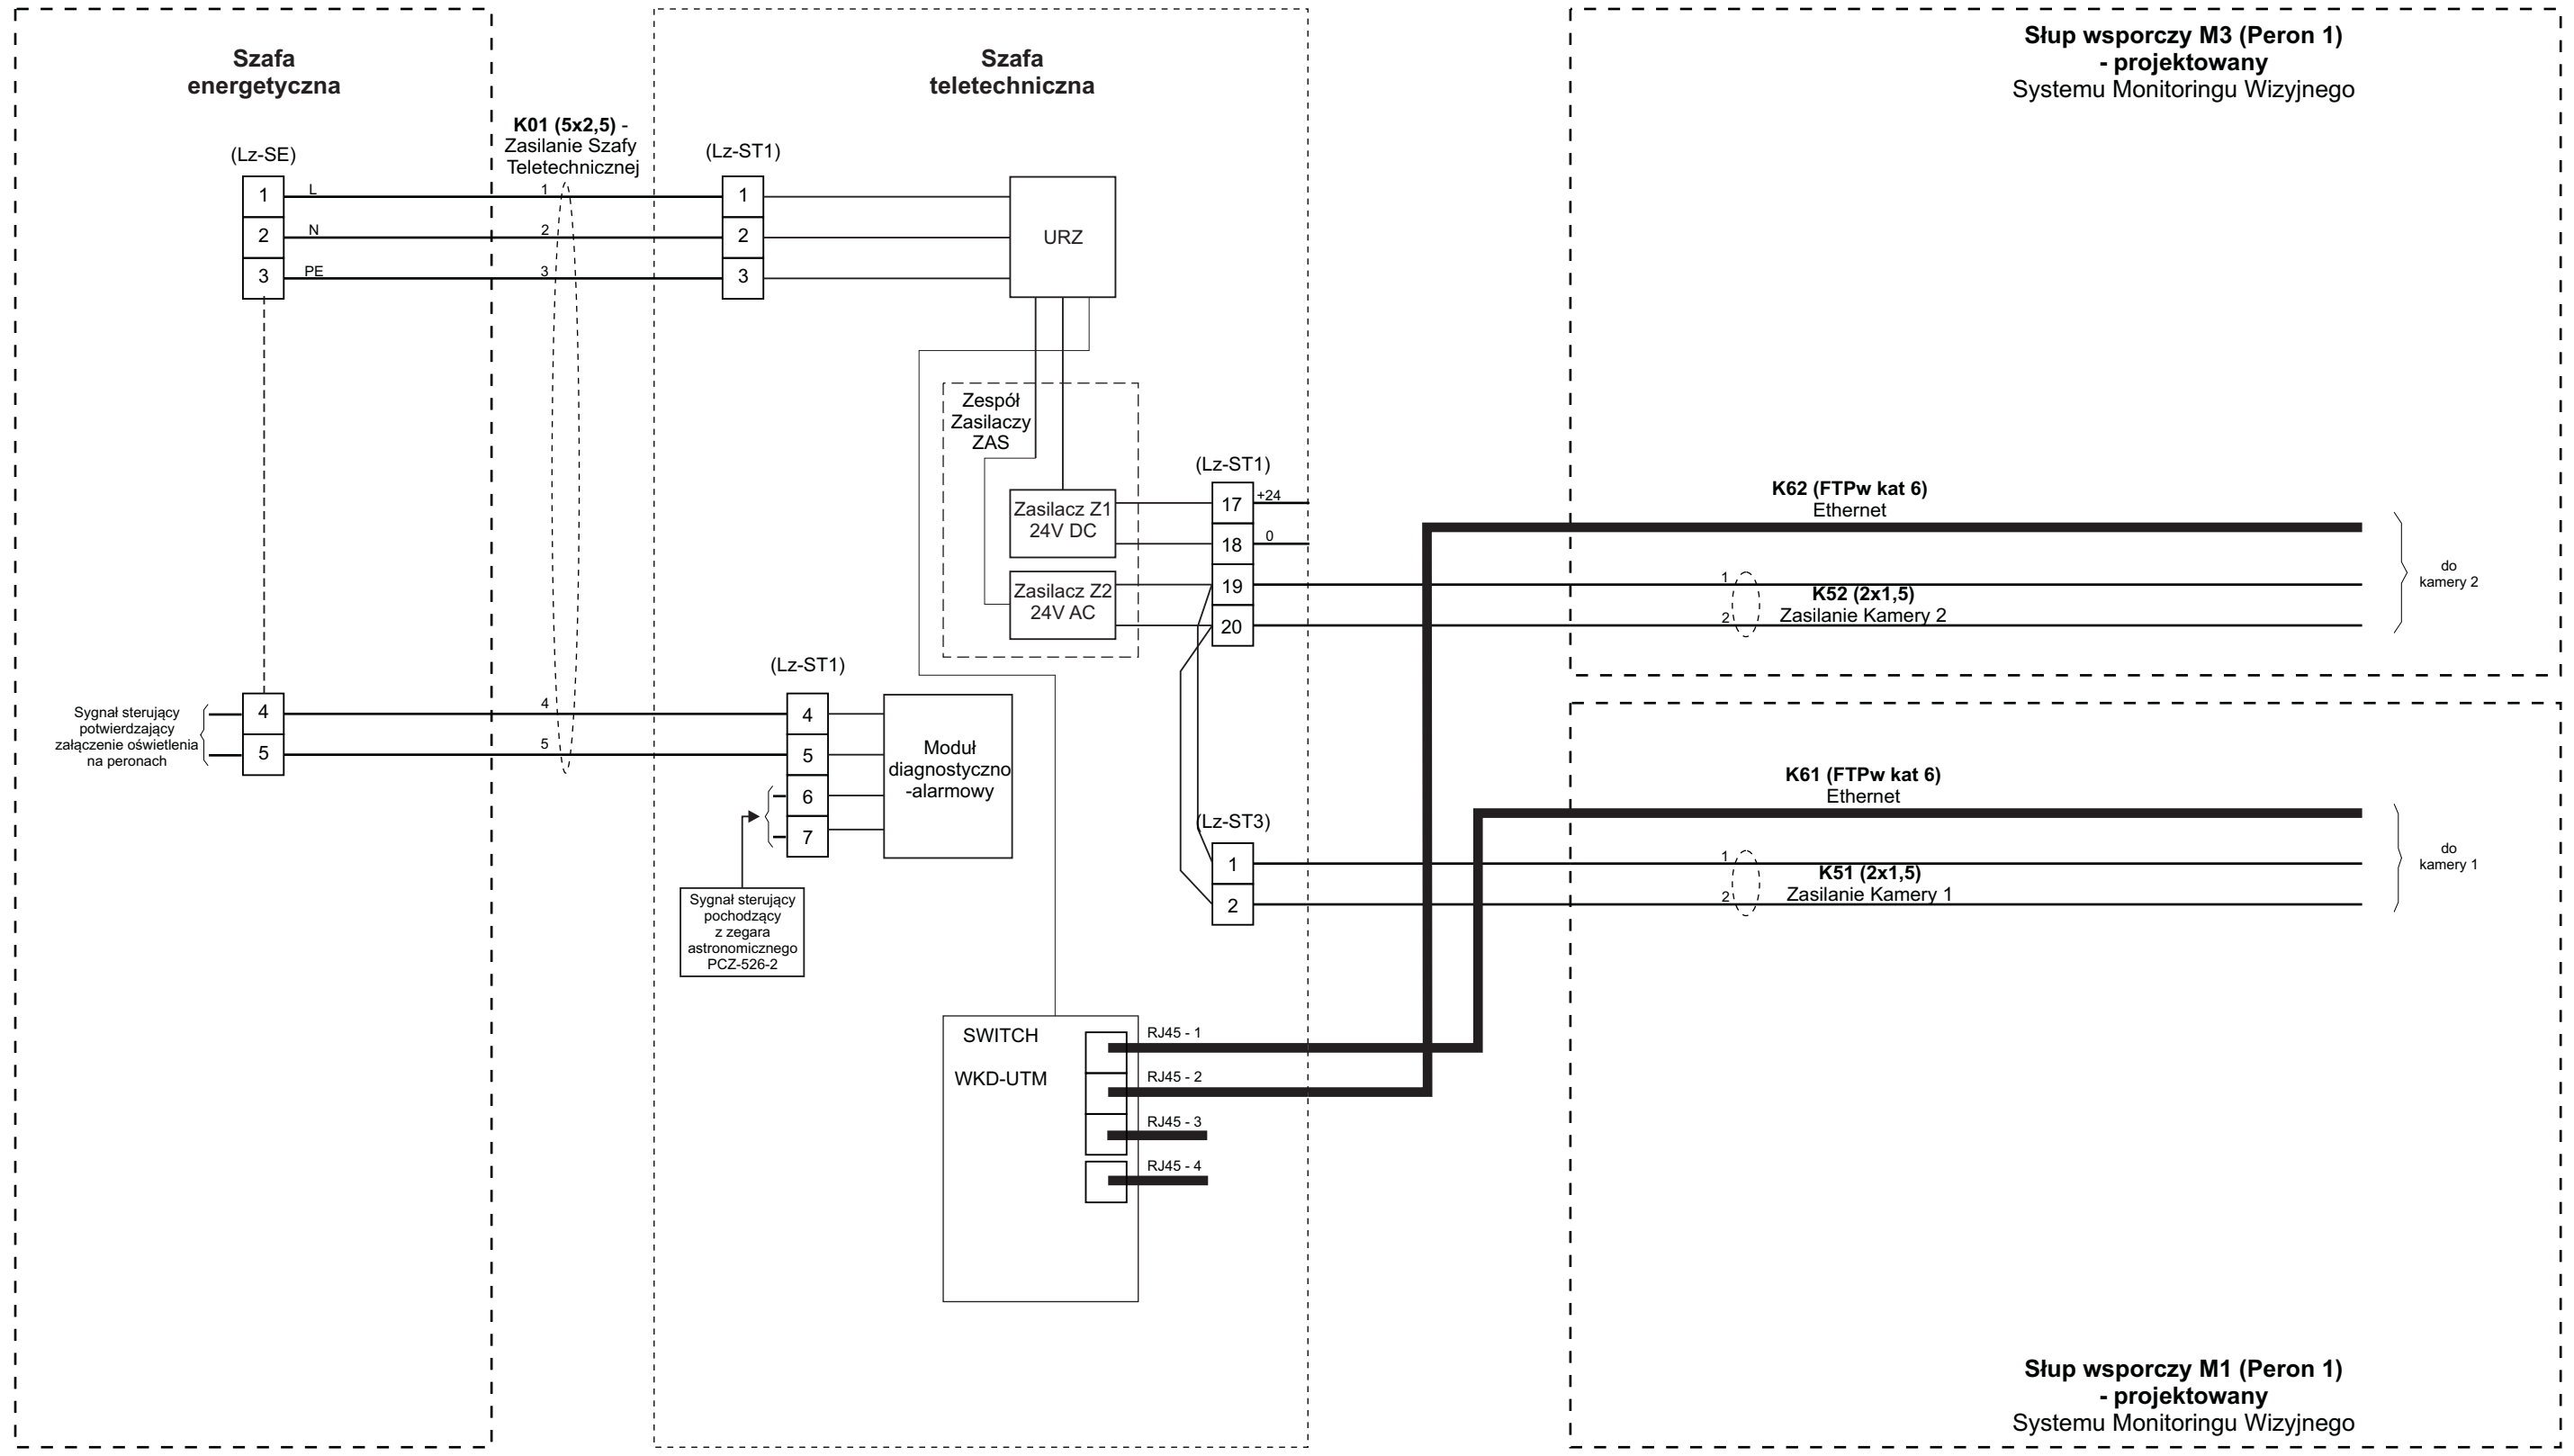 Szafa
energetyczna
(Lz-SE)
1
2
3
L
N
PE
K01 (5x2,5) -
Zasilanie Szafy
Teletechnicznej
1
2
3
Sygnał sterujący
potwierdzający
załączenie oświetlenia
na peronach
4
5
4
5
Szafa
teletechniczna
(Lz-ST1)
1
2
3
URZ
Zespół
Zasilaczy
ZAS
Zasilacz Z1
24V DC
Zasilacz Z2
24V AC
(Lz-ST1)
17
18
19
20
+24
0
(Lz-ST1)
4
5
6
7
Moduł
diagnostyczno
-alarmowy
Sygnał sterujący
pochodzący
z zegara
astronomicznego
PCZ-526-2
(Lz-ST3)
1
2
SWITCH
WKD-UTM
RJ45 - 1
RJ45 - 2
RJ45 - 3
RJ45 - 4
Słup wsporczy M3 (Peron 1)
- projektowany
Systemu Monitoringu Wizyjnego
K62 (FTPw kat 6)
Ethernet
1
K52 (2x1,5)
2
Zasilanie Kamery 2
do
kamery 2
K61 (FTPw kat 6)
Ethernet
1
K51 (2x1,5)
2
Zasilanie Kamery 1
do
kamery 1
Słup wsporczy M1 (Peron 1)
- projektowany
Systemu Monitoringu Wizyjnego